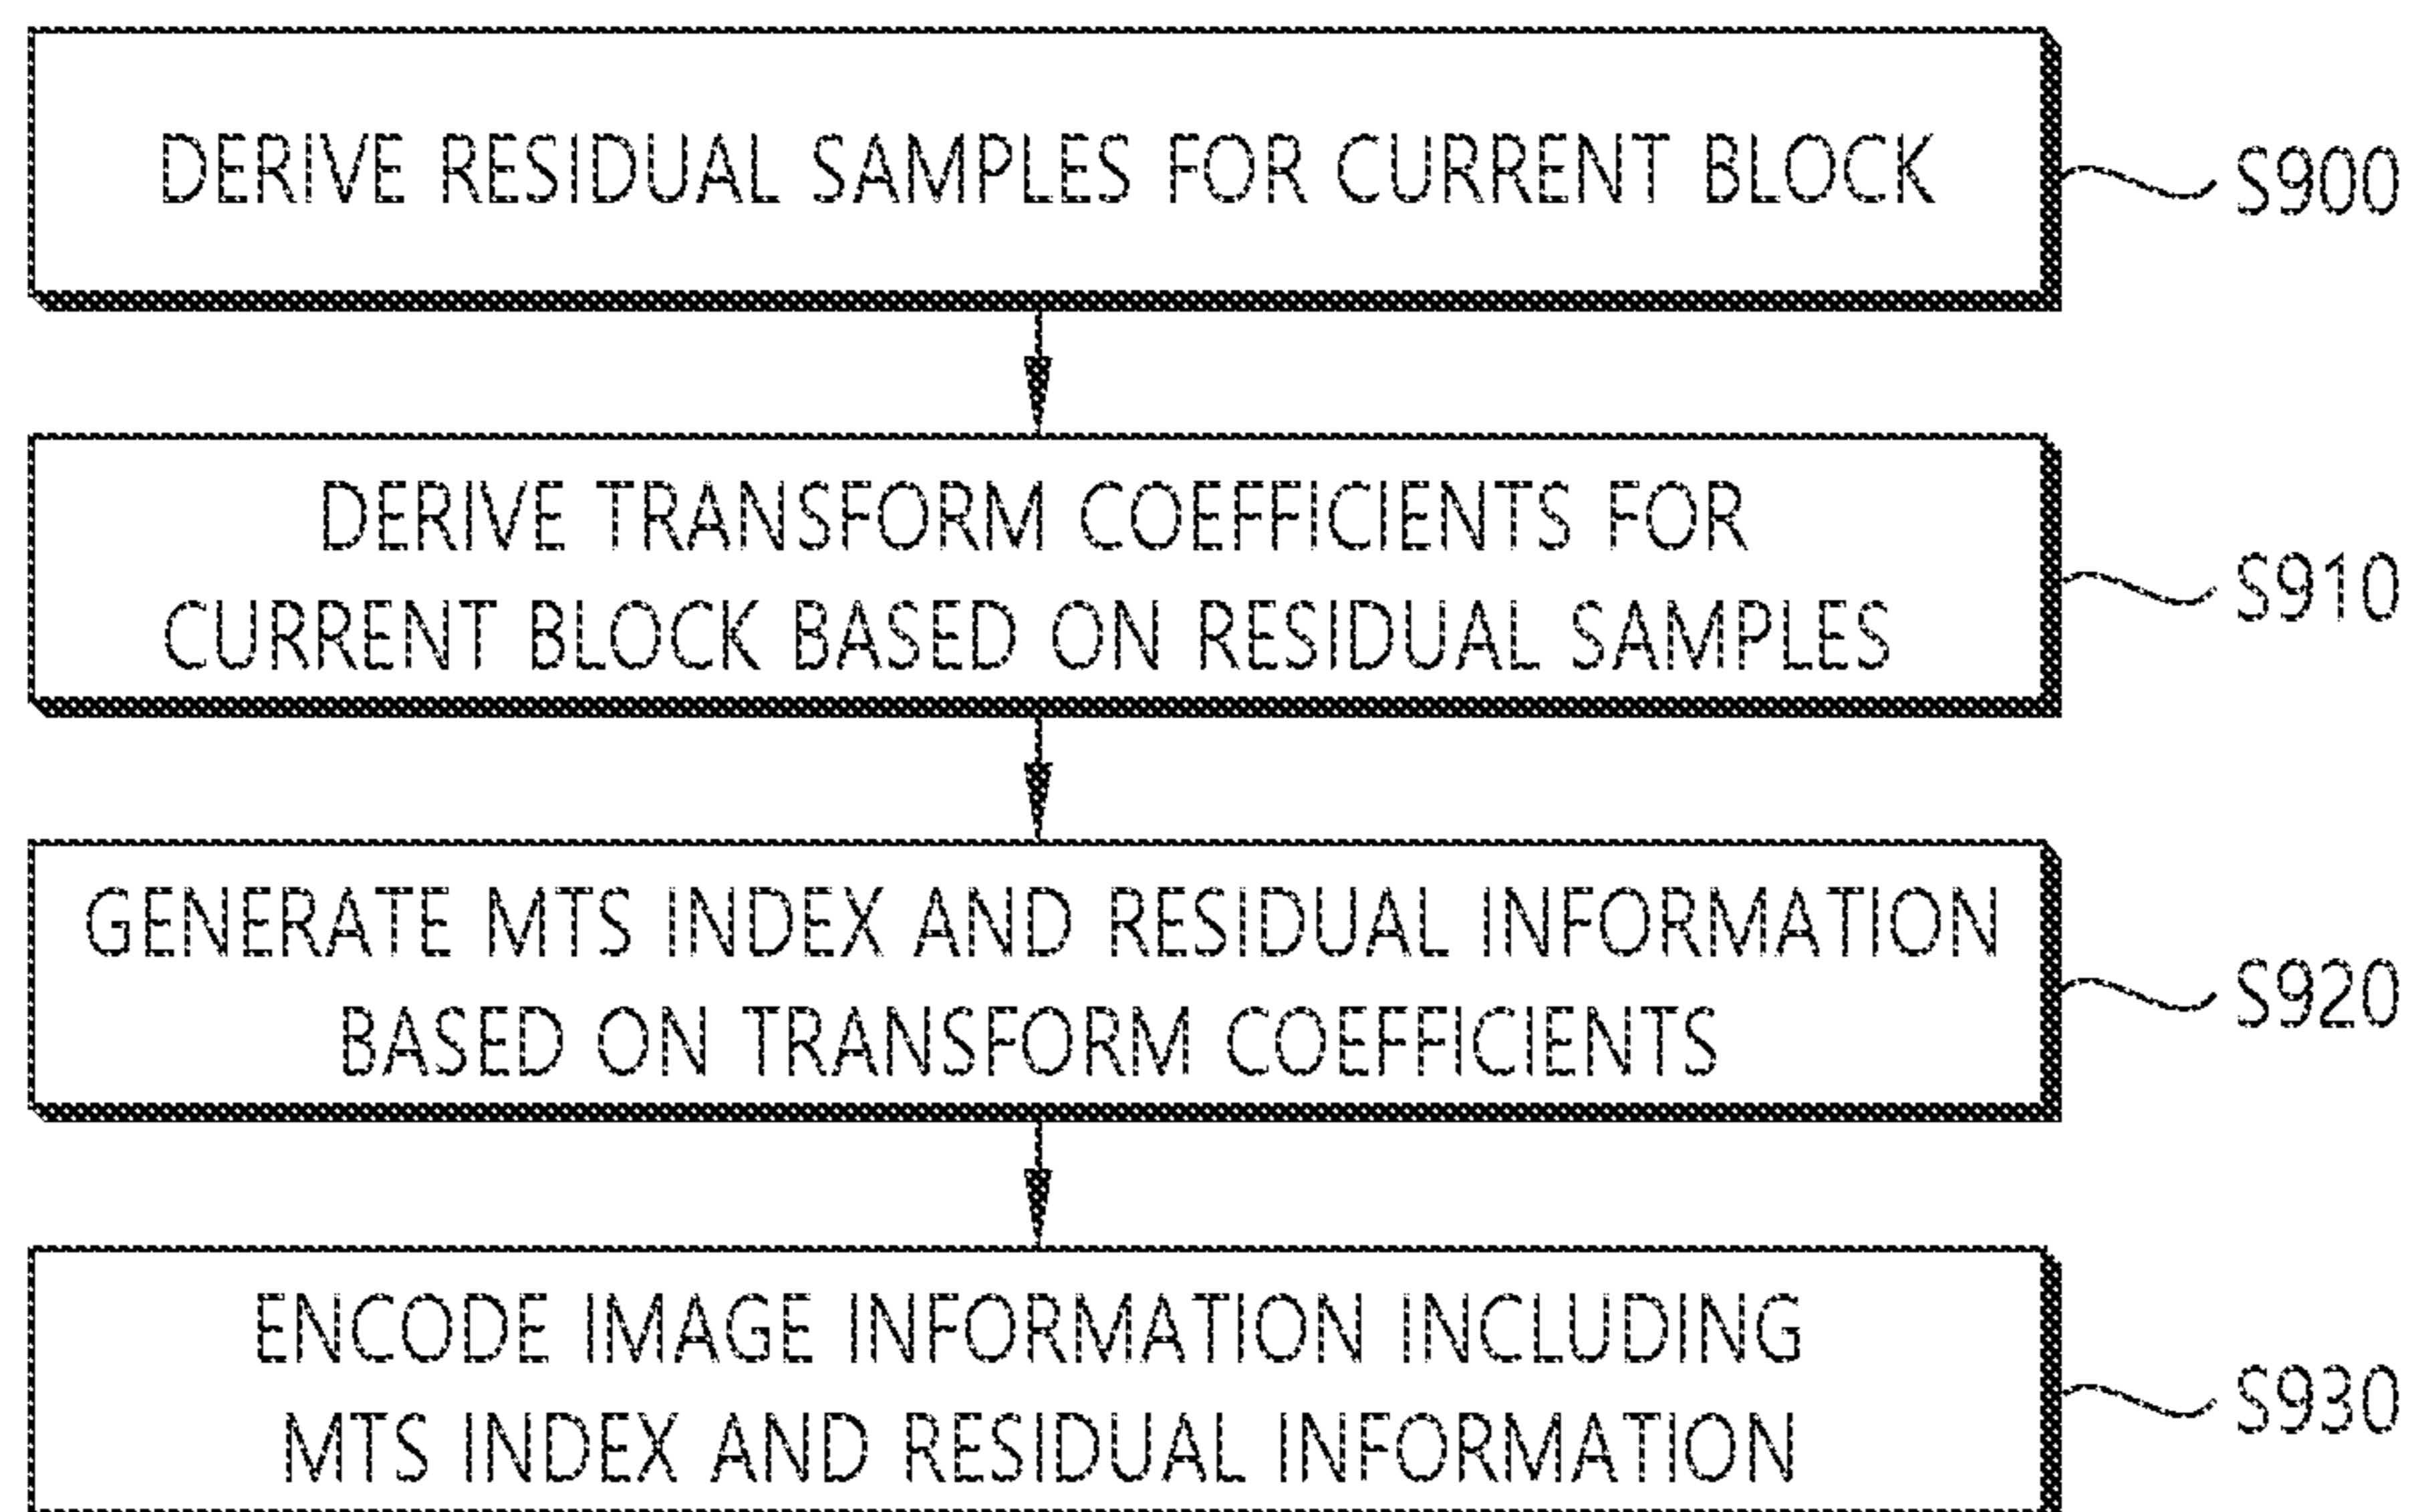 DERIVE RESIDUAL SAMPLES FOR CURRENT BLOCK
S900
DERIVE TRANSFORM COEFFICIENTS FOR
CURRENT BLOCK BASED ON RESIDUAL SAMPLES
S910
GENERATE MTS INDEX AND RESIDUAL INFORMATION
BASED ON TRANSFORM COEFFICIENTS
S920
ENCODE IMAGE INFORMATION INCLUDING
MTS INDEX AND RESIDUAL INFORMATION
S930